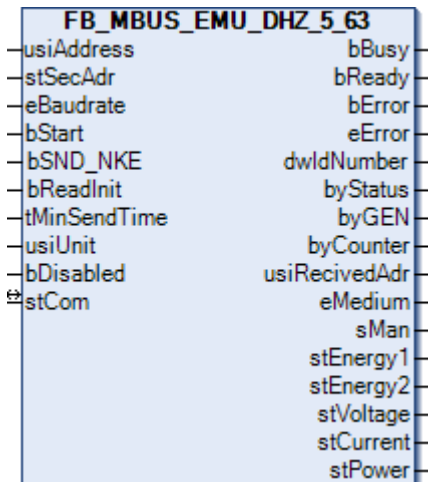 FB_MBUS_EMU_DHZ_5_63
usiAddress bBusy
stSecAdr bReady
eBaudrate bError
bStart eError
bSND_NKE dwIdNumber
bReadInit byStatus
tMinSendTime byGEN
usiUnit byCounter
bDisabled usiRecivedAdr
stCom eMedium
sMan
stEnergy1
stEnergy2
stVoltage
stCurrent
stPower